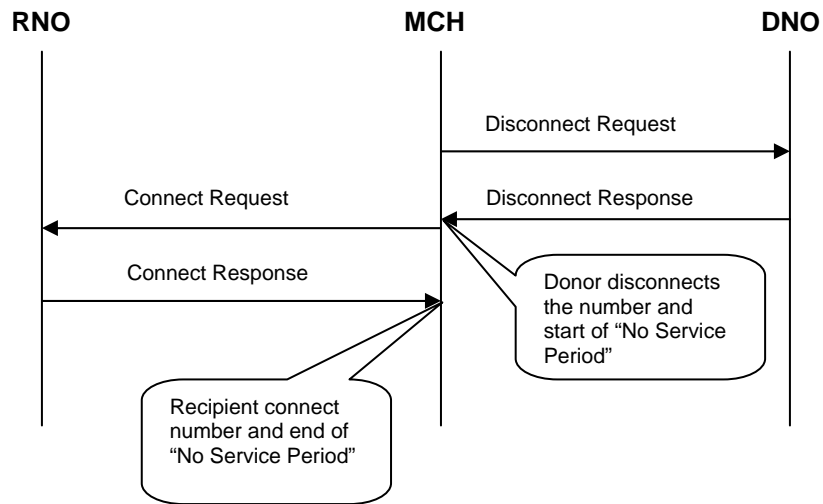 RNO
MCH
DNO
Disconnect Request
Connect Request
Disconnect Response
Connect Response
Donor disconnects
the number and
start of “No Service
Period”
Recipient connect
number and end of
“No Service Period”